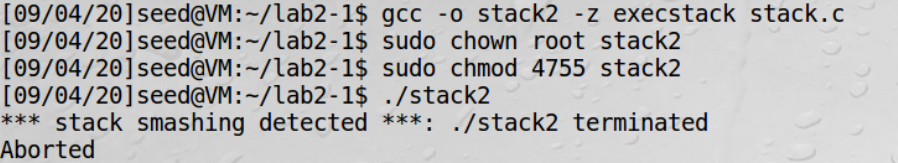 [09/04/20]seed@VM:~/lab2-1$ gcc -o stack2 -z execstack stack.c
[09/04/20]seed@VM:~/lab2-1$ sudo chown root stack2
[09/04/20]seed@VM:~/lab2-1$ sudo chmod 4755 stack2
[09/04/20]seed@VM:~/lab2-1$ ./stack2
*** stack smashing detected ***: ./stack2 terminated
Aborted